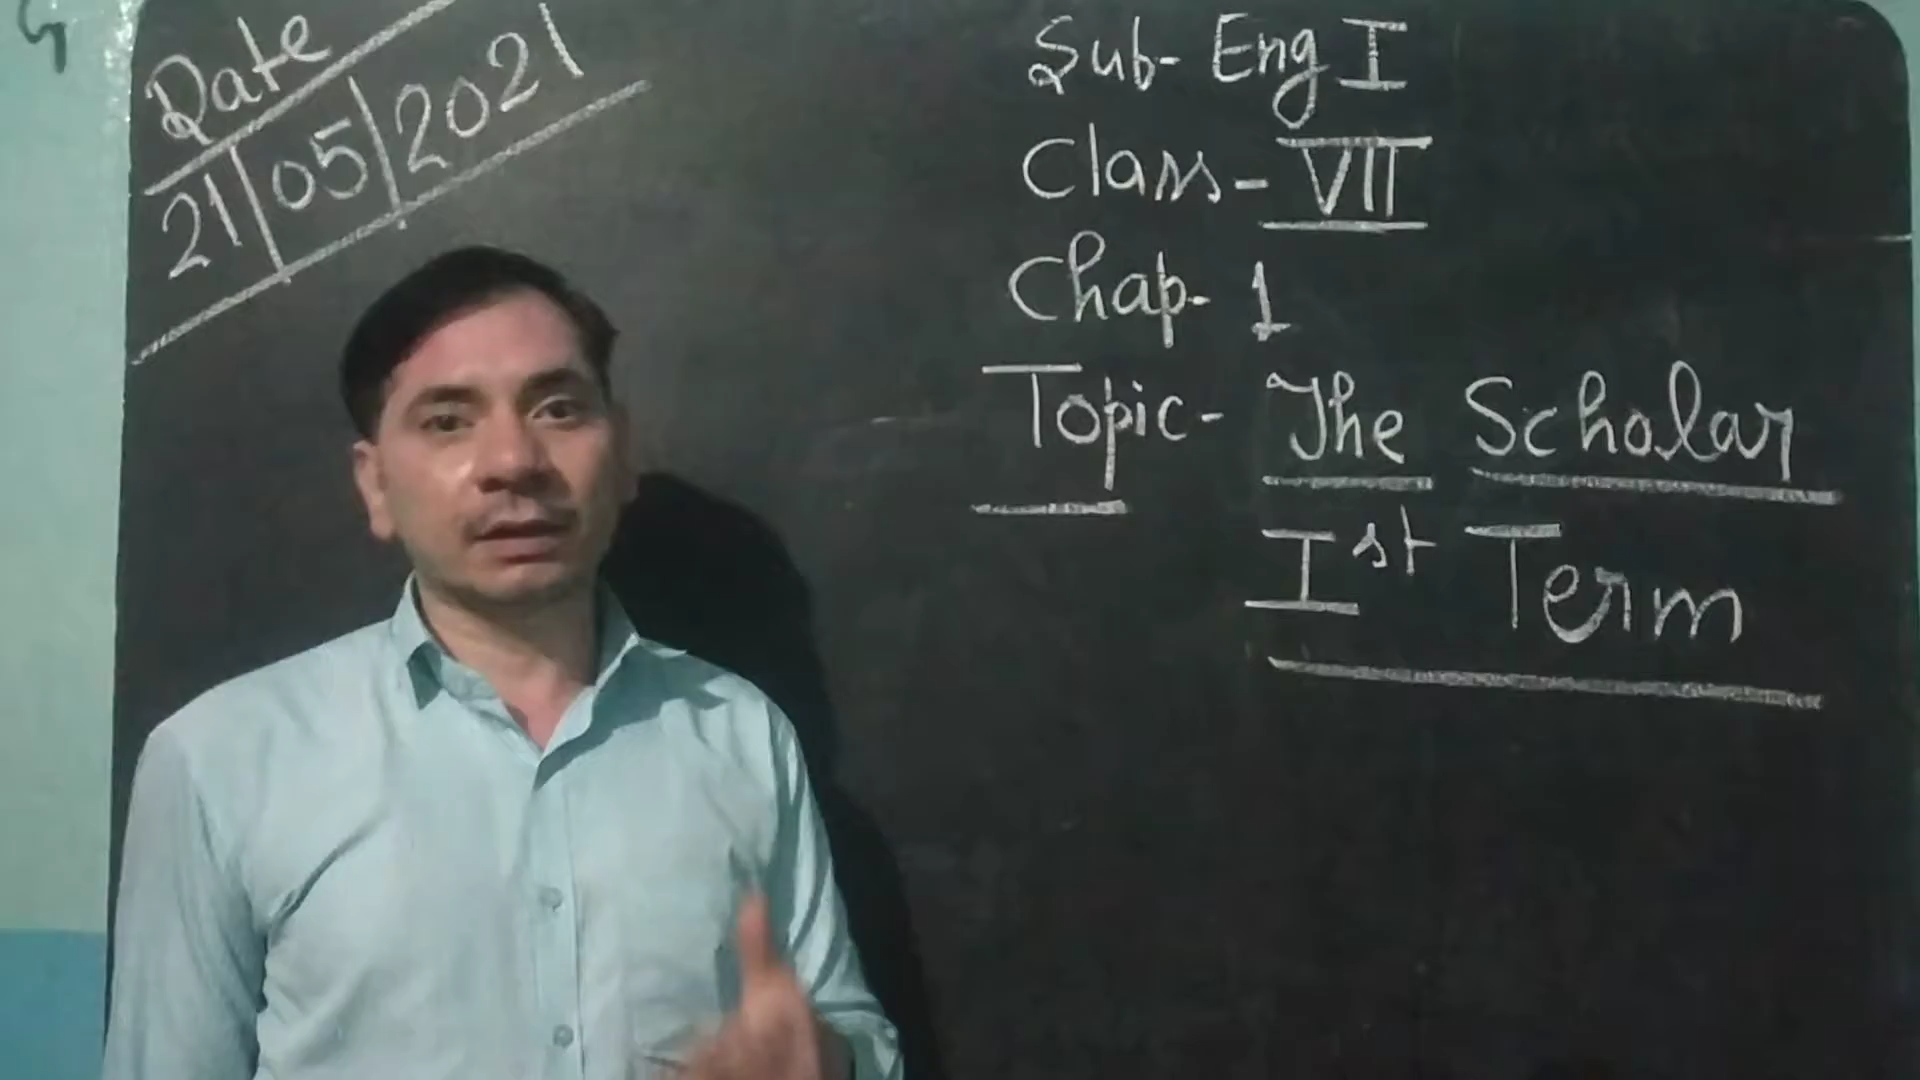 Date
21/05/2021
Sub- Eng I
Class- VII
Chap- 1
Topic- The Scholar
Ist Term